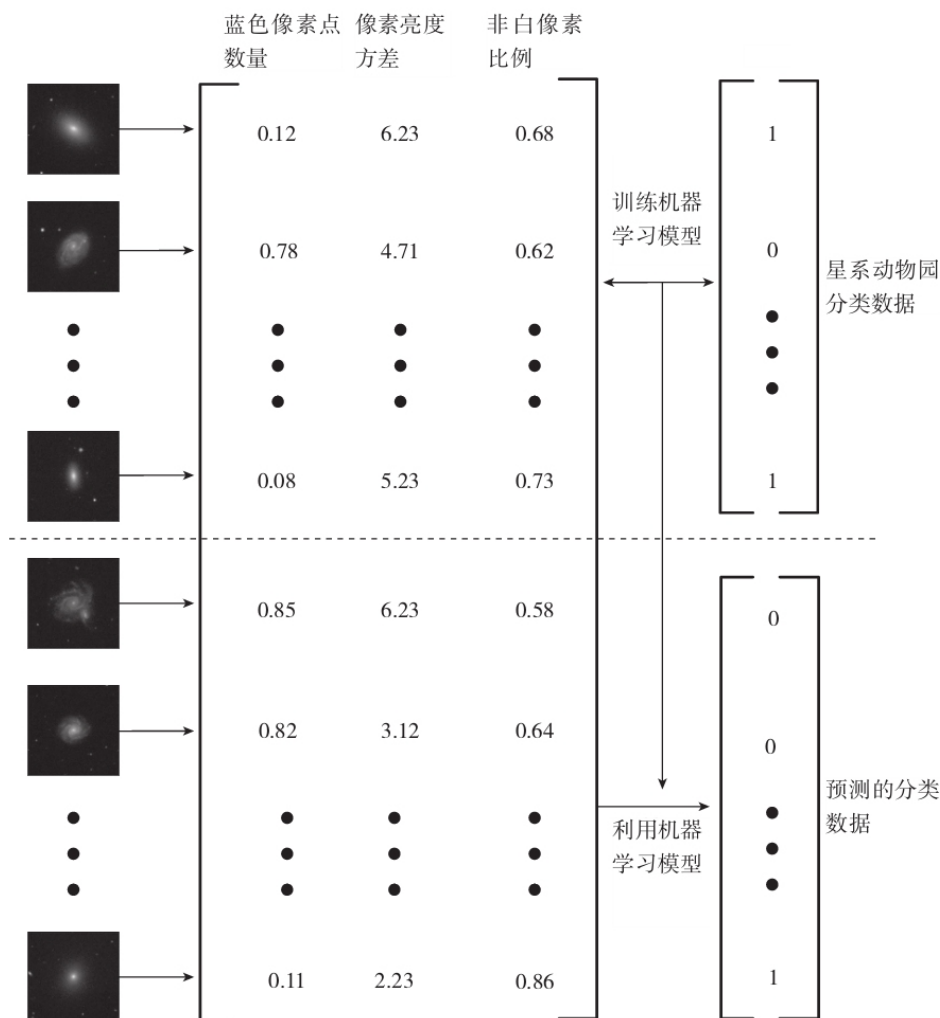 蓝色像素点 像素亮度 非白像素
数量 方差 比例
0.12 6.23 0.68 1
训练机器
学习模型
0.78 4.71 0.62 0
星系动物园
分类数据
0.08 5.23 0.73 1
0.85 6.23 0.58 0
0.82 3.12 0.64 0
预测的分类
数据
利用机器
学习模型
0.11 2.23 0.86 1